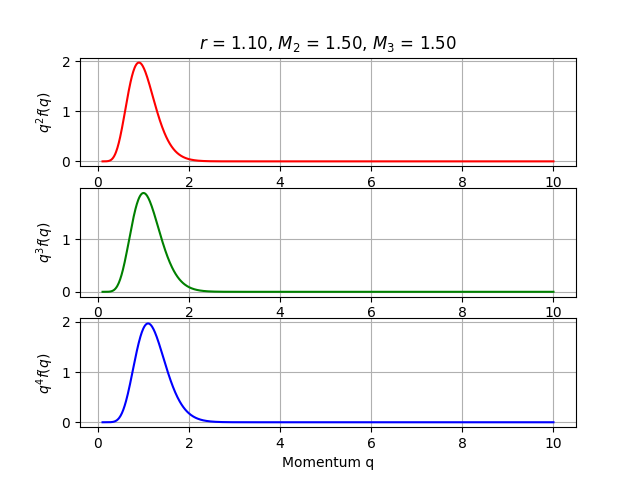 r = 1.10, M₂ = 1.50, M₃ = 1.50
q²f(q)
2
1
0
0 2 4 6 8 10
q³f(q)
1
0
0 2 4 6 8 10
q⁴f(q)
2
1
0
0 2 4 6 8 10
Momentum q